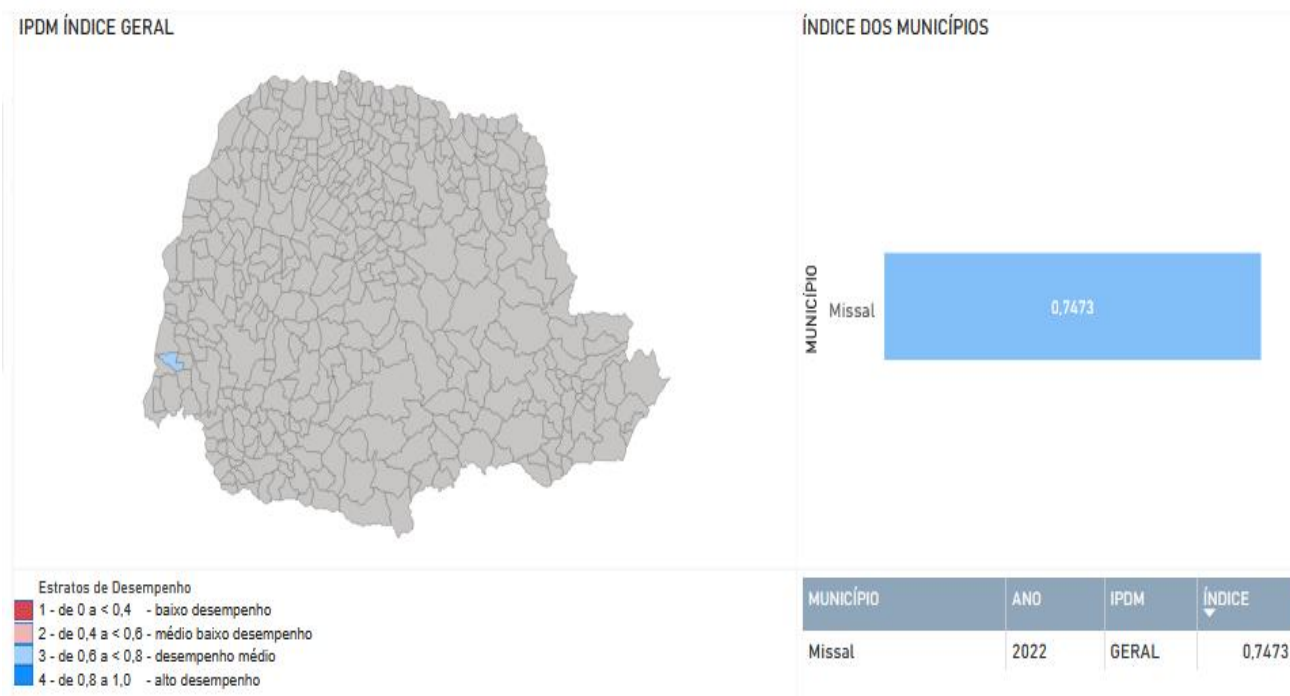 IPDM ÍNDICE GERAL
ÍNDICE DOS MUNICÍPIOS
MUNICÍPIO
Missal
0,7473
Estratos de Desempenho
1 - de 0 a < 0,4 - baixo desempenho
2 - de 0,4 a < 0,6 - médio baixo desempenho
3 - de 0,6 a < 0,8 - desempenho médio
4 - de 0,8 a 1,0 - alto desempenho
MUNICÍPIO ANO IPDM ÍNDICE
Missal 2022 GERAL 0,7473